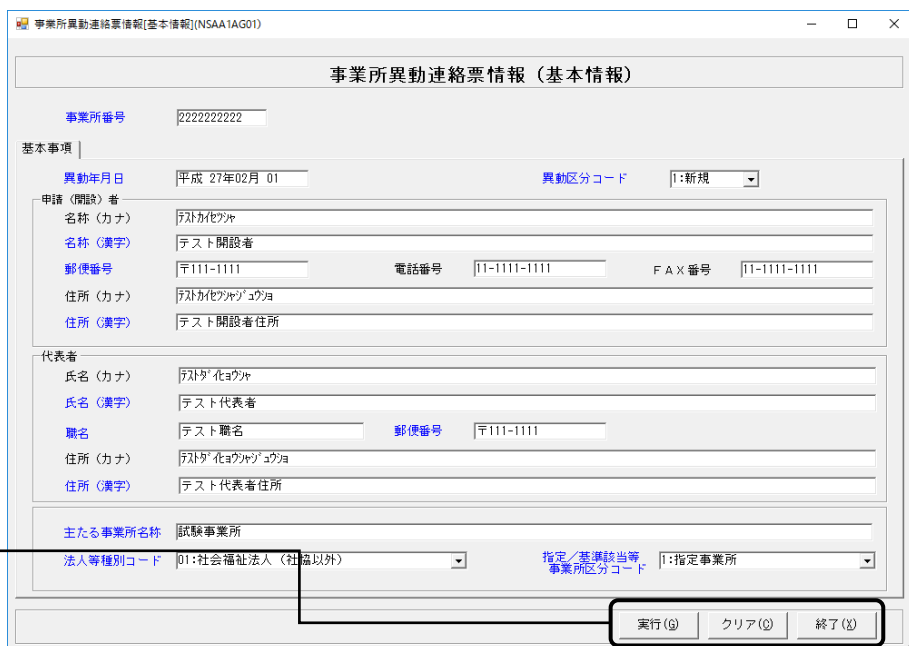 事業所異動連絡票情報[基本情報](NSAA1AG01)
事業所異動連絡票情報（基本情報）
事業所番号 2222222222
基本事項
異動年月日 平成 27年02月 01 異動区分コード 1:新規
申請（開設）者
名称（カナ） ﾃｽﾄｶｲｾﾂｼｬ
名称（漢字） テスト開設者
郵便番号 〒111-1111 電話番号 11-1111-1111 ＦＡＸ番号 11-1111-1111
住所（カナ） ﾃｽﾄｶｲｾﾂｼｬｼﾞｭｳｼｮ
住所（漢字） テスト開設者住所
代表者
氏名（カナ） ﾃｽﾄﾀﾞｲﾋｮｳｼｬ
氏名（漢字） テスト代表者
職名 テスト職名 郵便番号 〒111-1111
住所（カナ） ﾃｽﾄﾀﾞｲﾋｮｳｼｬｼﾞｭｳｼｮ
住所（漢字） テスト代表者住所
主たる事業所名称 試験事業所
法人等種別コード 01:社会福祉法人（社協以外） 指定／基準該当等 1:指定事業所
事業所区分コード
実行(G) クリア(C) 終了(X)